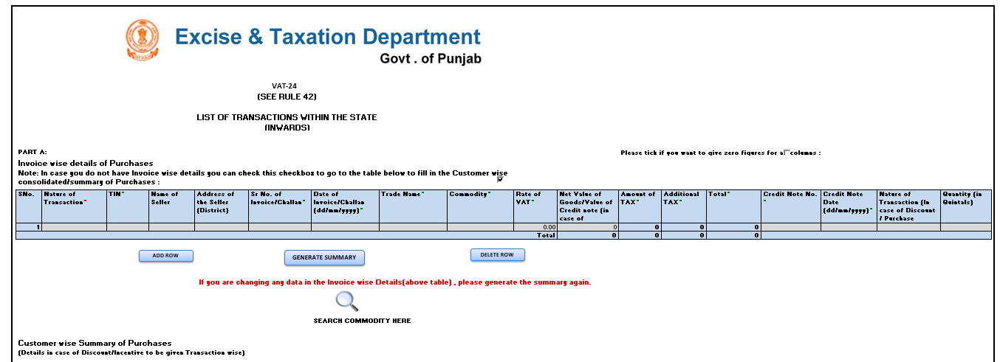 Excise & Taxation Department
Govt . of Punjab
VAT-24
(SEE RULE 42)
LIST OF TRANSACTIONS WITHIN THE STATE
(INWARDS)
PART A:
Please tick if you want to give zero figures for a columns :
Invoice wise details of Purchases
Note: In case you do not have Invoice wise details you can check this checkbox to go to the table below to fill in the Customer wise
consolidated/summary of Purchases :
SNo. Nature of Transaction* TIN* Name of Seller Address of the Seller (District) Sr No. of Invoice/Challan* Date of Invoice/Challan (dd/mm/yyyy)* Trade Name* Commodity* Rate of VAT* Net Value of Goods/Value of Credit note (in case of Amount of TAX* Additional TAX* Total* Credit Note No. * Credit Note Date (dd/mm/yyyy)* Nature of Transaction (In case of Discount / Purchase Quantity (in Quintals)
1 0.00 0 0 0 0
Total 0 0 0 0
ADD ROW GENERATE SUMMARY DELETE ROW
If you are changing any data in the Invoice wise Details(above table) , please generate the summary again.
SEARCH COMMODITY HERE
Customer wise Summary of Purchases
(Details in case of Discount/Incentive to be given Transaction wise)